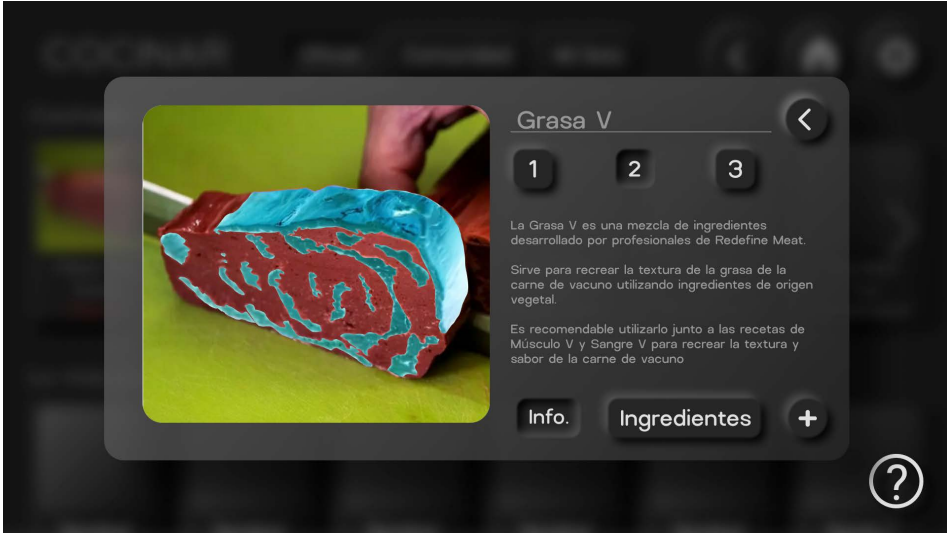 COCINAR
Grasa V
1
2
3
La Grasa V es una mezcla de ingredientes
desarrollado por profesionales de Redefine Meat.
Sirve para recrear la textura de la grasa de la
carne de vacuno utilizando ingredientes de origen
vegetal.
Es recomendable utilizarlo junto a las recetas de
Músculo V y Sangre V para recrear la textura y
sabor de la carne de vacuno
Info.
Ingredientes
+
?